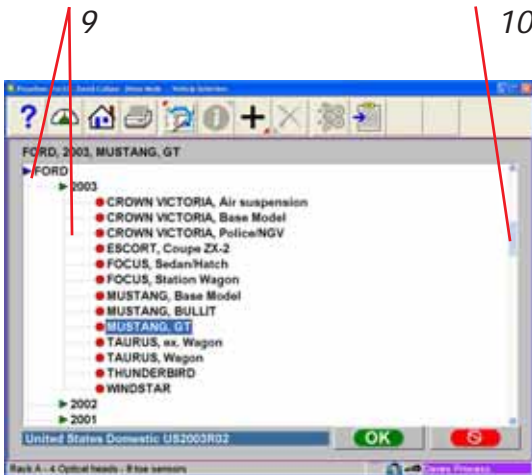 9
10
FORD, 2003, MUSTANG, GT
FORD
2003
CROWN VICTORIA, Air suspension
CROWN VICTORIA, Base Model
CROWN VICTORIA, Police/NGV
ESCORT, Coupe ZX-2
FOCUS, Sedan/Hatch
FOCUS, Station Wagon
MUSTANG, Base Model
MUSTANG, BULLIT
MUSTANG, GT
TAURUS, ex. Wagon
TAURUS, Wagon
THUNDERBIRD
WINDSTAR
2002
2001
United States Domestic US2003R02
OK
Rack A - 4 Optical heads - 8 toe sensors